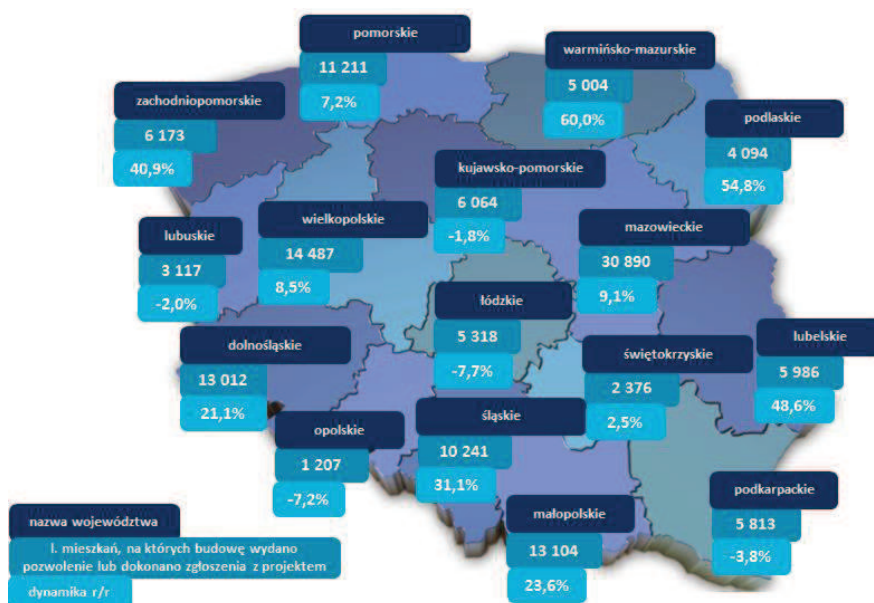 pomorskie
11 211
7,2%
warmińsko-mazurskie
5 004
60,0%
zachodniopomorskie
6 173
40,9%
podlaskie
4 094
54,8%
kujawsko-pomorskie
6 064
-1,8%
wielkopolskie
14 487
8,5%
mazowieckie
30 890
9,1%
lubuskie
3 117
-2,0%
łódzkie
5 318
-7,7%
dolnośląskie
13 012
21,1%
lubelskie
5 986
48,6%
świętokrzyskie
2 376
2,5%
śląskie
10 241
31,1%
opolskie
1 207
-7,2%
podkarpackie
5 813
-3,8%
małopolskie
13 104
23,6%
nazwa województwa
l. mieszkań, na których budowę wydano
pozwolenie lub dokonano zgłoszenia z projektem
dynamika r/r